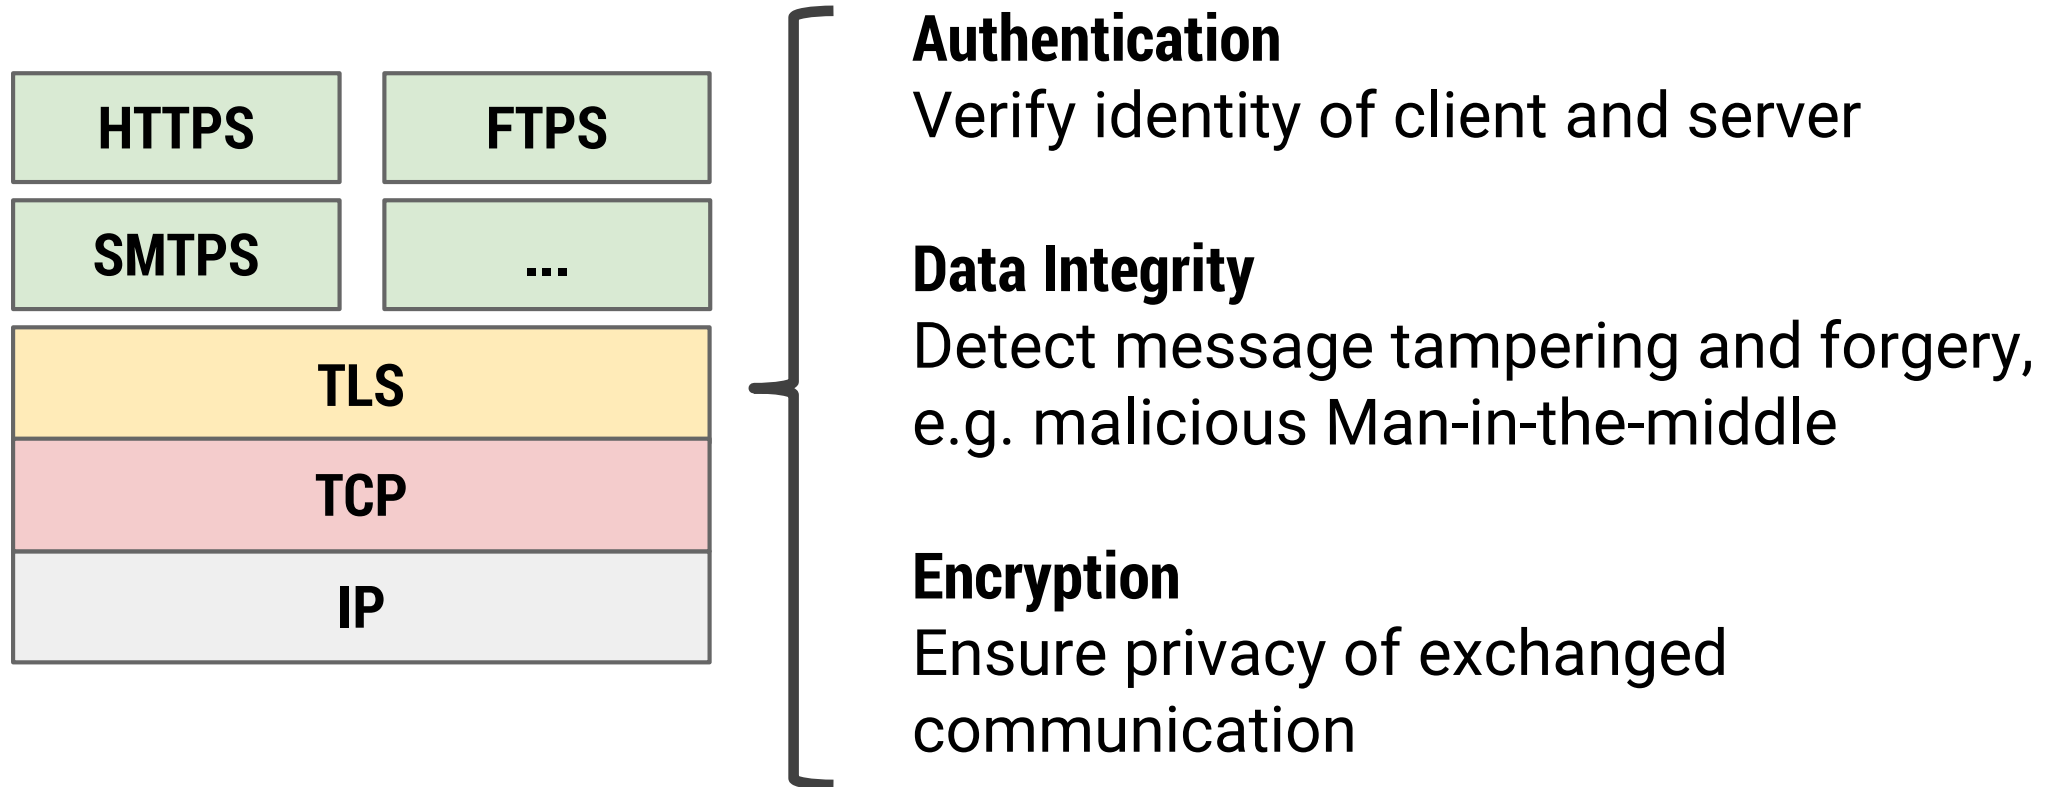 HTTPS
FTPS
SMTPS
...
TLS
TCP
IP
Authentication
Verify identity of client and server
Data Integrity
Detect message tampering and forgery,
e.g. malicious Man-in-the-middle
Encryption
Ensure privacy of exchanged
communication